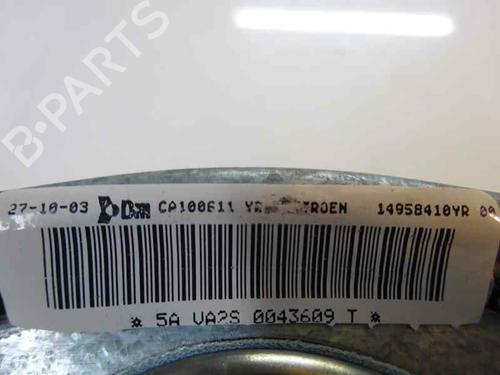 B-PARTS
27-10-03 CA100611 14958410YR
* 5A VA2S 0043609 T *